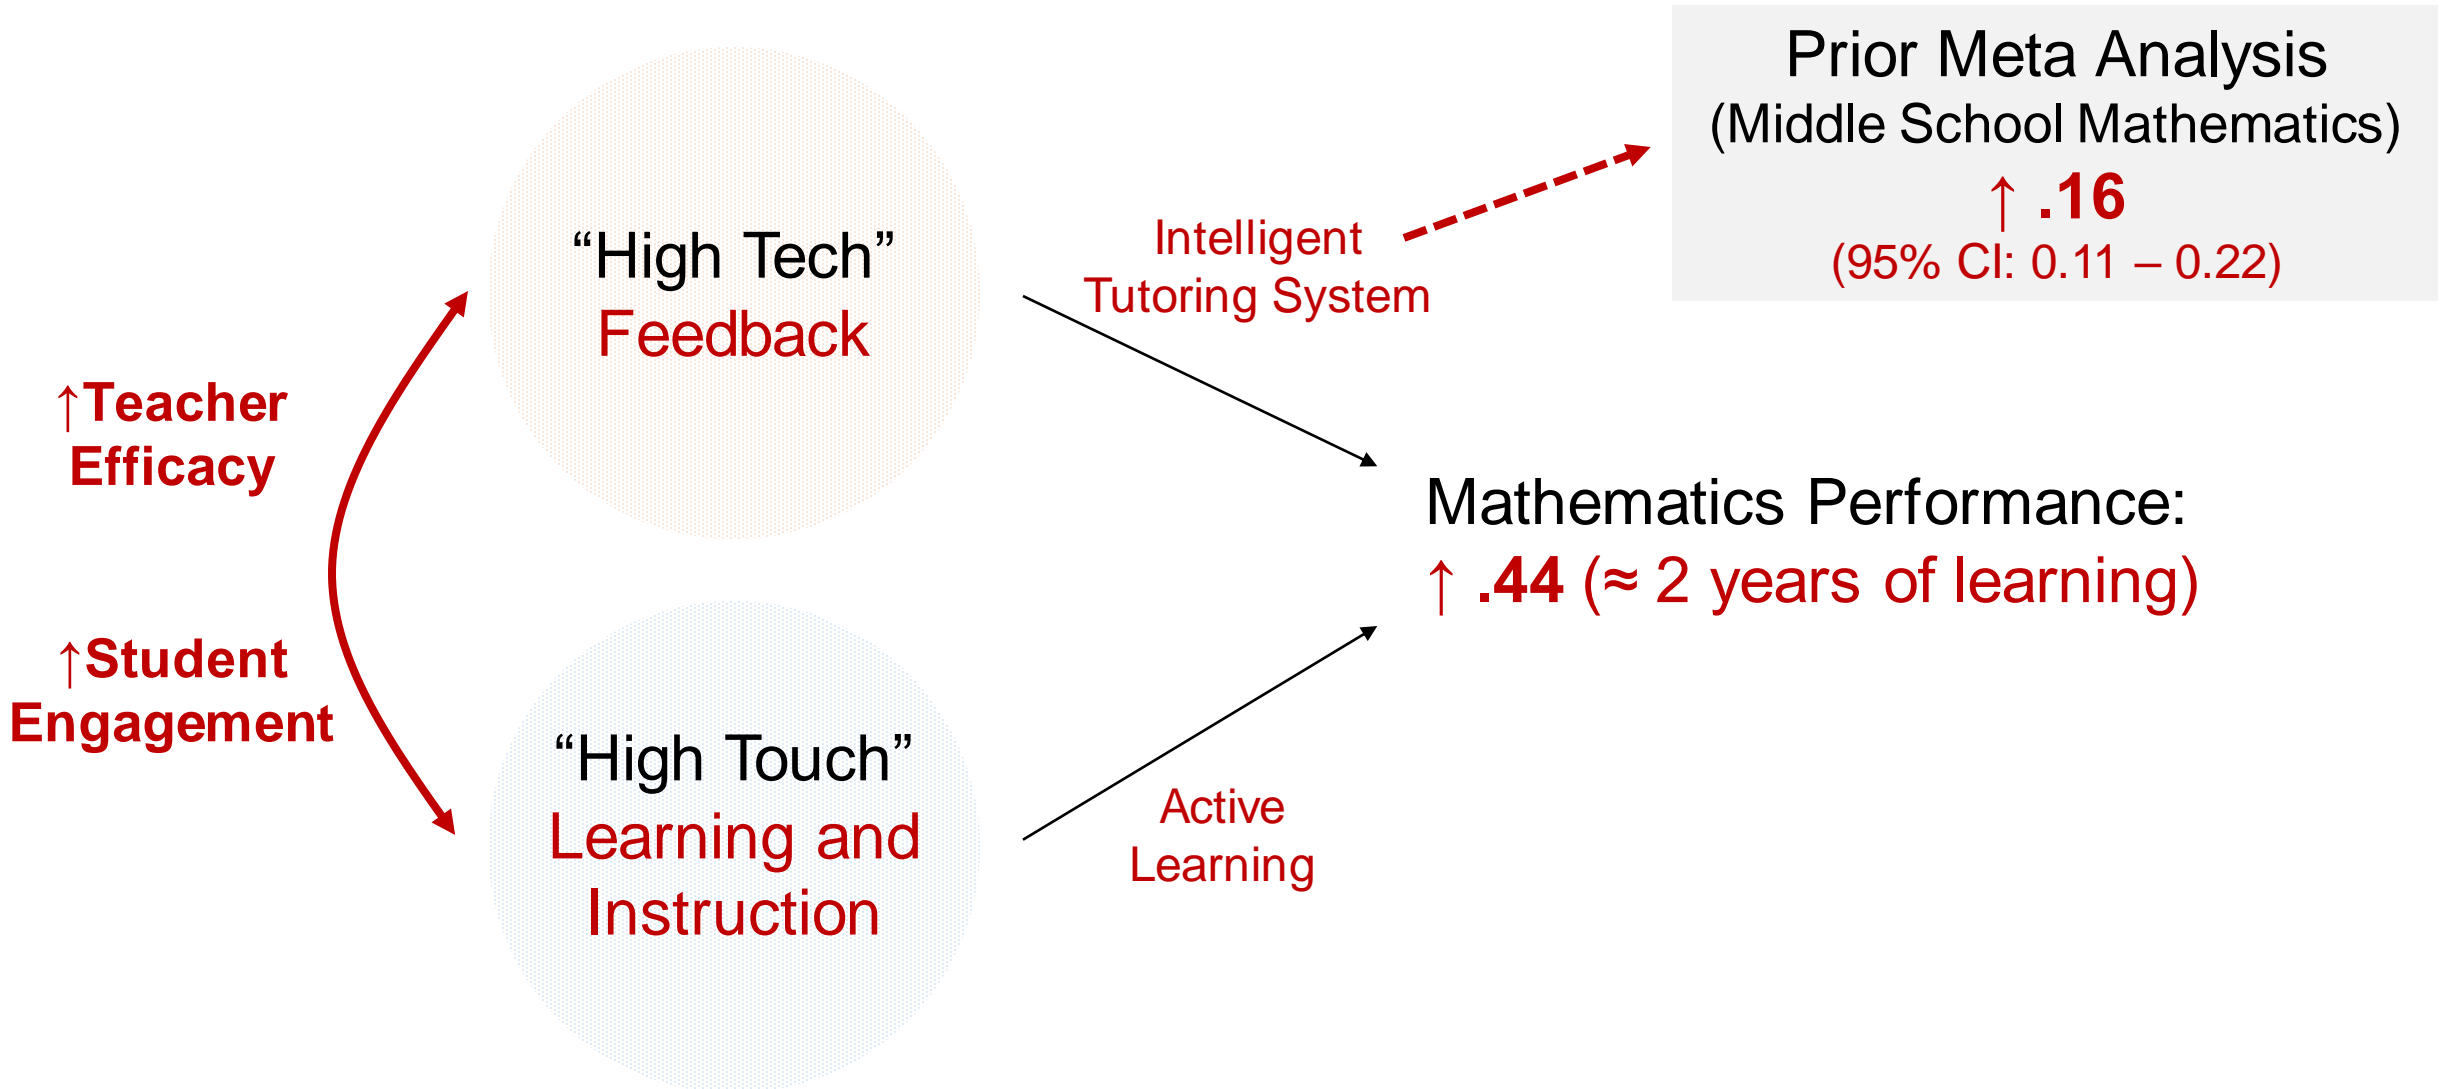 Prior Meta Analysis
(Middle School Mathematics)
↑ .16
(95% CI: 0.11 – 0.22)
“High Tech”
Feedback
Intelligent
Tutoring System
↑Teacher
Efficacy
Mathematics Performance:
↑ .44 (≈ 2 years of learning)
↑Student
Engagement
“High Touch”
Learning and
Instruction
Active
Learning